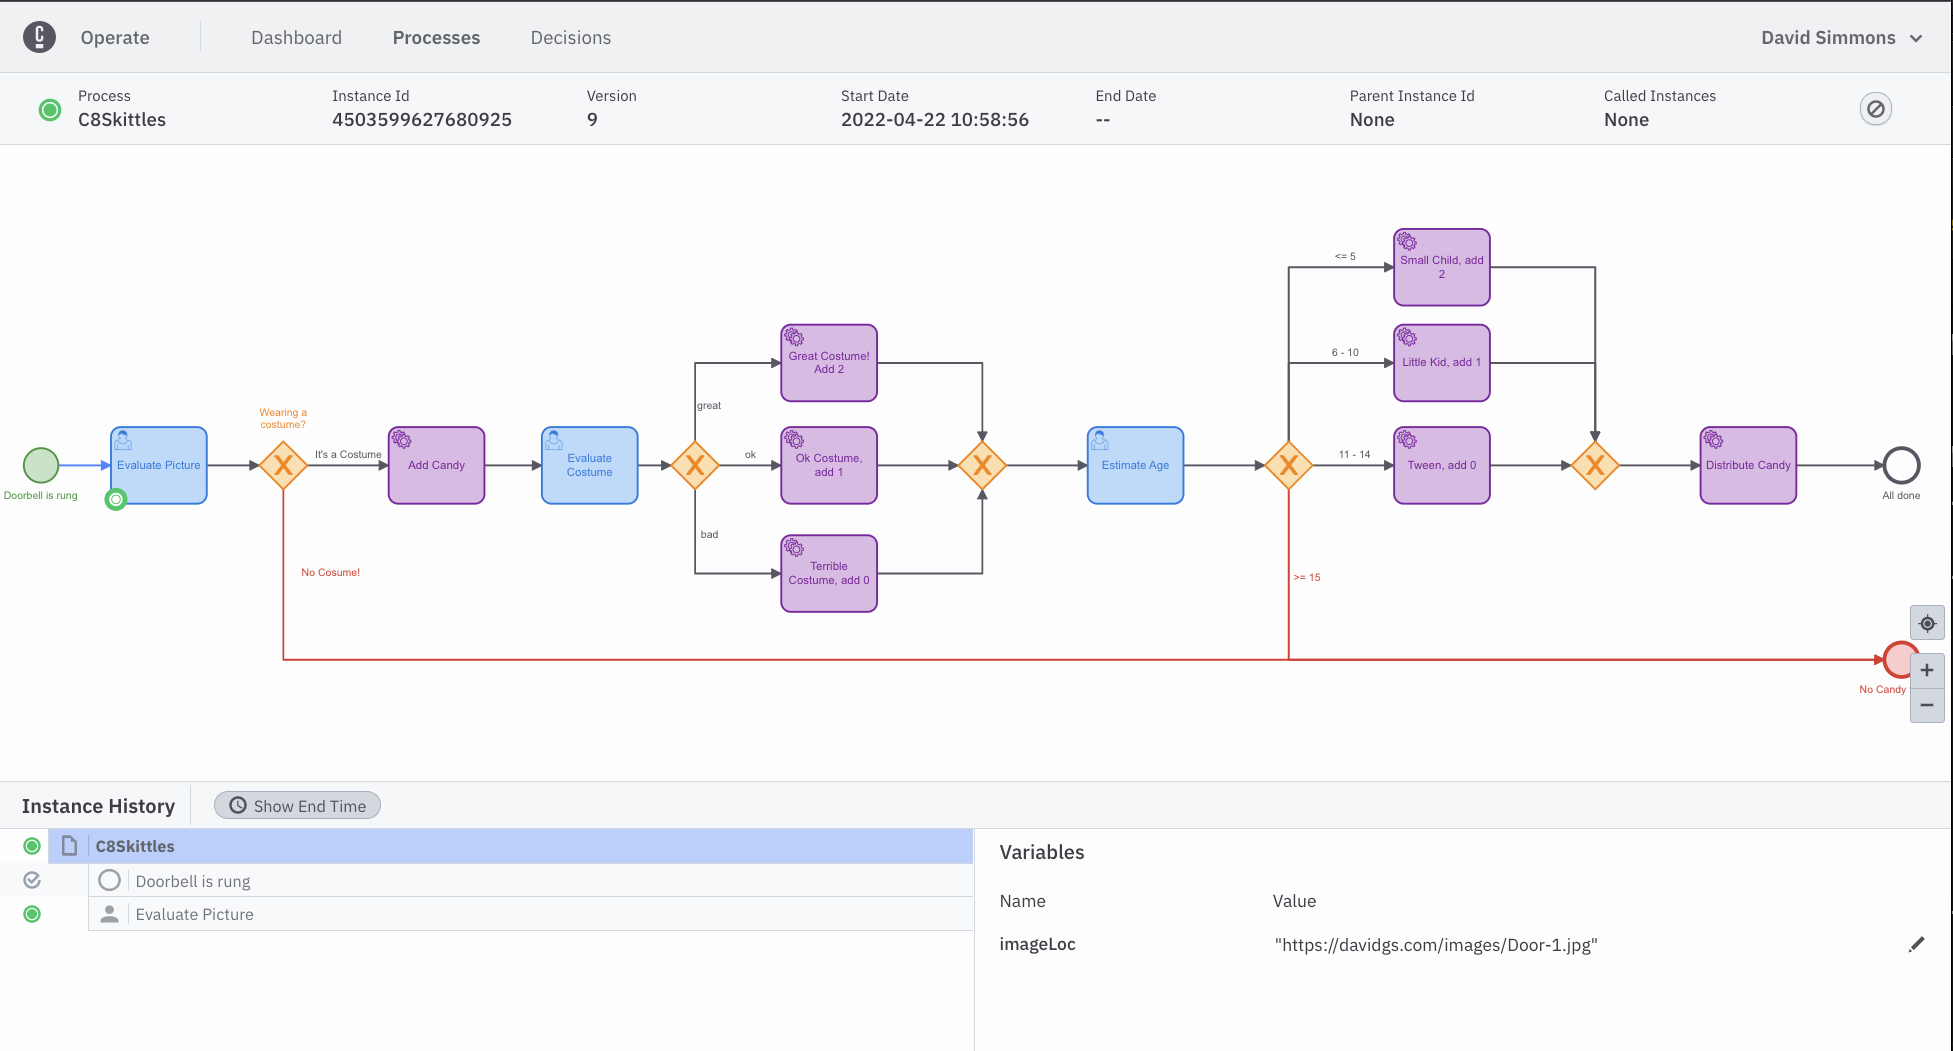 Operate
Dashboard
Processes
Decisions
David Simmons
Process
C8Skittles
Instance Id
4503599627680925
Version
9
Start Date
2022-04-22 10:58:56
End Date
--
Parent Instance Id
None
Called Instances
None
Doorbell is rung
Evaluate Picture
Wearing a
costume?
It's a Costume
No Cosume!
Add Candy
Evaluate
Costume
great
ok
bad
Great Costume!
Add 2
Ok Costume,
add 1
Terrible
Costume, add 0
Estimate Age
<= 5
6 - 10
11 - 14
>= 15
Small Child, add
2
Little Kid, add 1
Tween, add 0
Distribute Candy
All done
No Candy
+
−
Instance History
Show End Time
C8Skittles
Doorbell is rung
Evaluate Picture
Variables
Name
Value
imageLoc
"https://davidgs.com/images/Door-1.jpg"